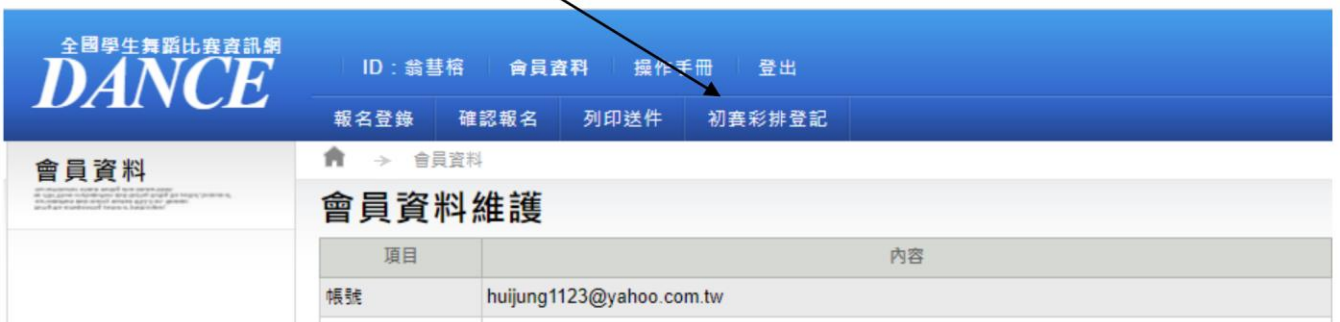 全國學生舞蹈比賽資訊網
DANCE
ID：翁慧榕 會員資料 操作手冊 登出
報名登錄 確認報名 列印送件 初賽彩排登記
會員資料
會員資料
會員資料維護
項目 內容
帳號 huijung1123@yahoo.com.tw